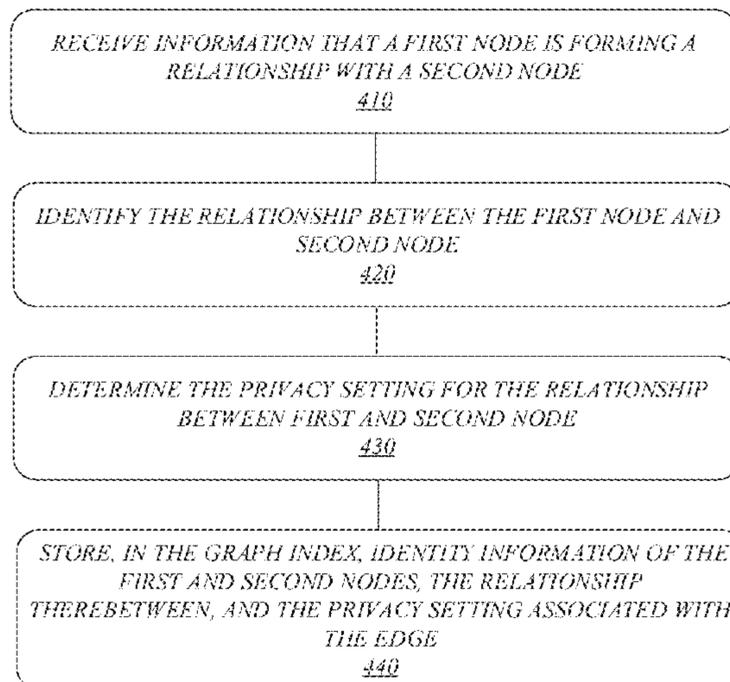 RECEIVE INFORMATION THAT A FIRST NODE IS FORMING A
RELATIONSHIP WITH A SECOND NODE
410
IDENTIFY THE RELATIONSHIP BETWEEN THE FIRST NODE AND
SECOND NODE
420
DETERMINE THE PRIVACY SETTING FOR THE RELATIONSHIP
BETWEEN FIRST AND SECOND NODE
430
STORE, IN THE GRAPH INDEX, IDENTITY INFORMATION OF THE
FIRST AND SECOND NODES, THE RELATIONSHIP
THEREBETWEEN, AND THE PRIVACY SETTING ASSOCIATED WITH
THE EDGE
440